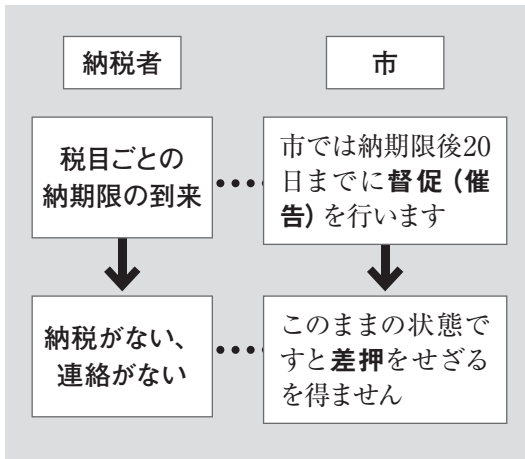 納税者
市
税目ごとの
納期限の到来
市では納期限後20
日までに督促（催
告）を行います
納税がない、
連絡がない
このままの状態で
すと差押をせざる
を得ません